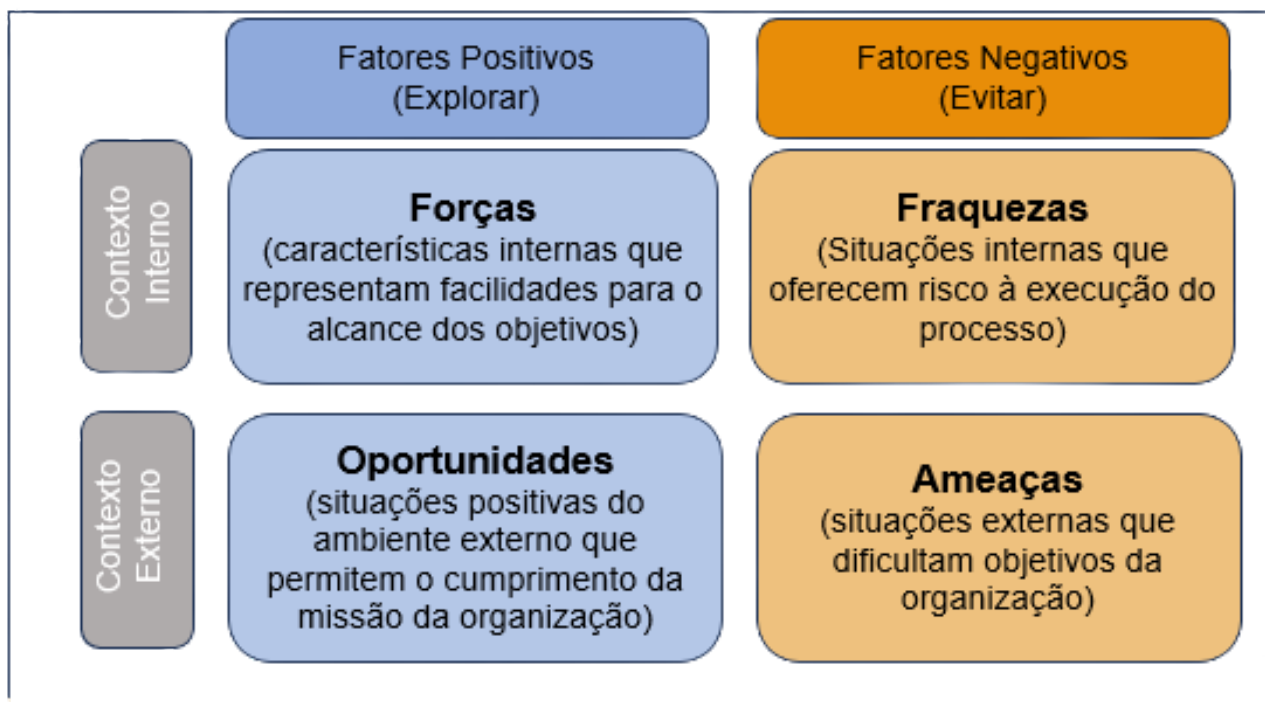 Fatores Positivos
(Explorar)
Fatores Negativos
(Evitar)
Contexto
Interno
Forças
(características internas que
representam facilidades para o
alcance dos objetivos)
Fraquezas
(Situações internas que
oferecem risco à execução do
processo)
Contexto
Externo
Oportunidades
(situações positivas do
ambiente externo que
permitem o cumprimento da
missão da organização)
Ameaças
(situações externas que
dificultam objetivos da
organização)